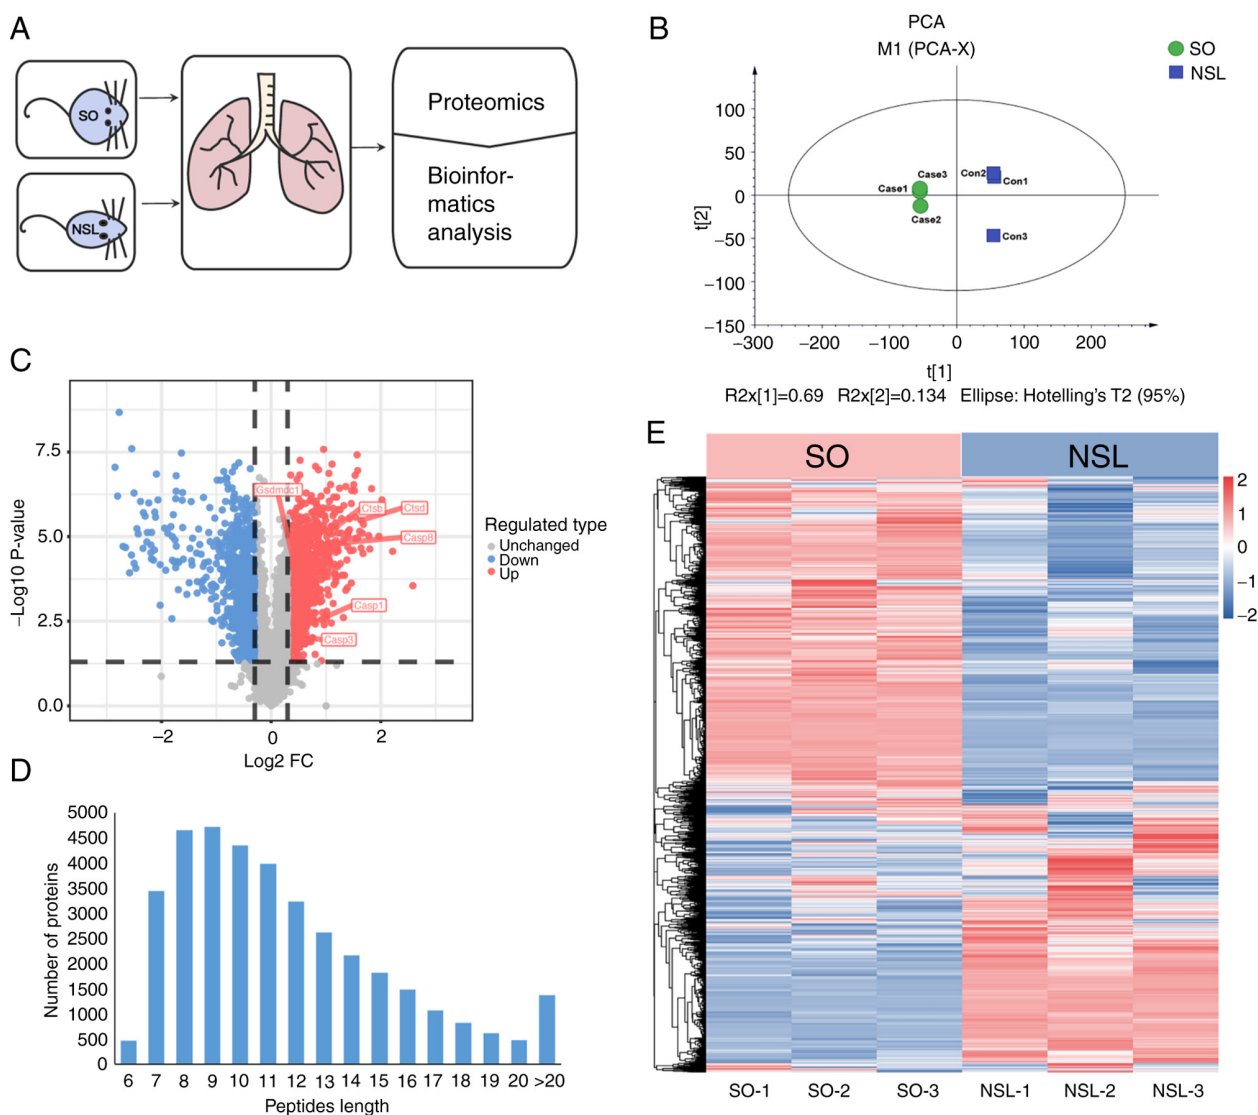 A
SO
NSL
Proteomics
Bioinfor-
matics
analysis
B
PCA
M1 (PCA-X)
SO
NSL
100
50
0
−50
−100
−150
t[2]
Case3
Case1
Case2
Con2
Con1
Con3
−300 −200 −100 0 100 200
t[1]
R2x[1]=0.69 R2x[2]=0.134 Ellipse: Hotelling's T2 (95%)
C
7.5
5.0
2.5
0.0
−Log10 P-value
Gsdmdc1
Ctsb
Ctsd
Casp8
Casp1
Casp3
−2 0 2
Log2 FC
Regulated type
Unchanged
Down
Up
D
5000
4500
4000
3500
3000
2500
2000
1500
1000
500
0
Number of proteins
6 7 8 9 10 11 12 13 14 15 16 17 18 19 20 >20
Peptides length
E
SO NSL
2
1
0
−1
−2
SO-1 SO-2 SO-3 NSL-1 NSL-2 NSL-3